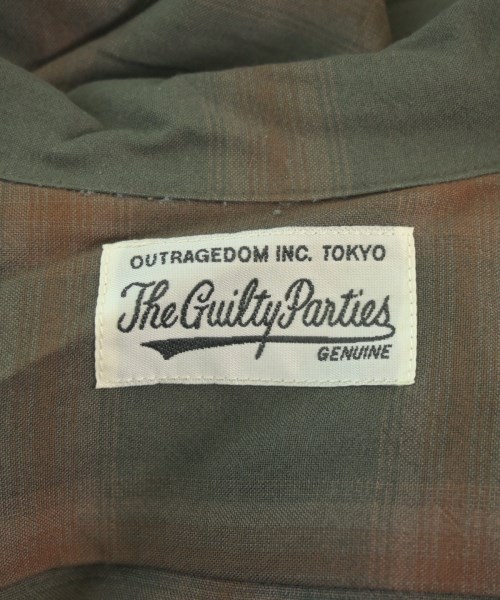 OUTRAGEDOM INC. TOKYO
The Guilty Parties
GENUINE